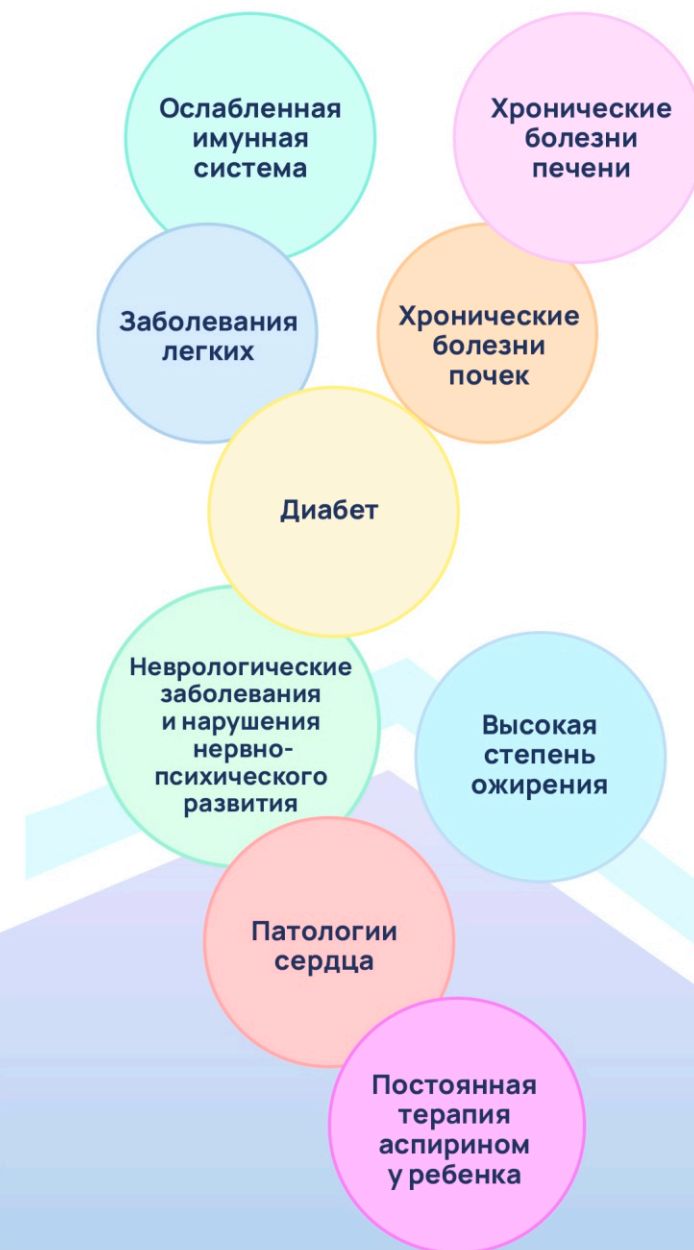 Ослабленная
имунная
система
Хронические
болезни
печени
Заболевания
легких
Хронические
болезни
почек
Диабет
Неврологические
заболевания
и нарушения
нервно-
психического
развития
Высокая
степень
ожирения
Патологии
сердца
Постоянная
терапия
аспирином
у ребенка